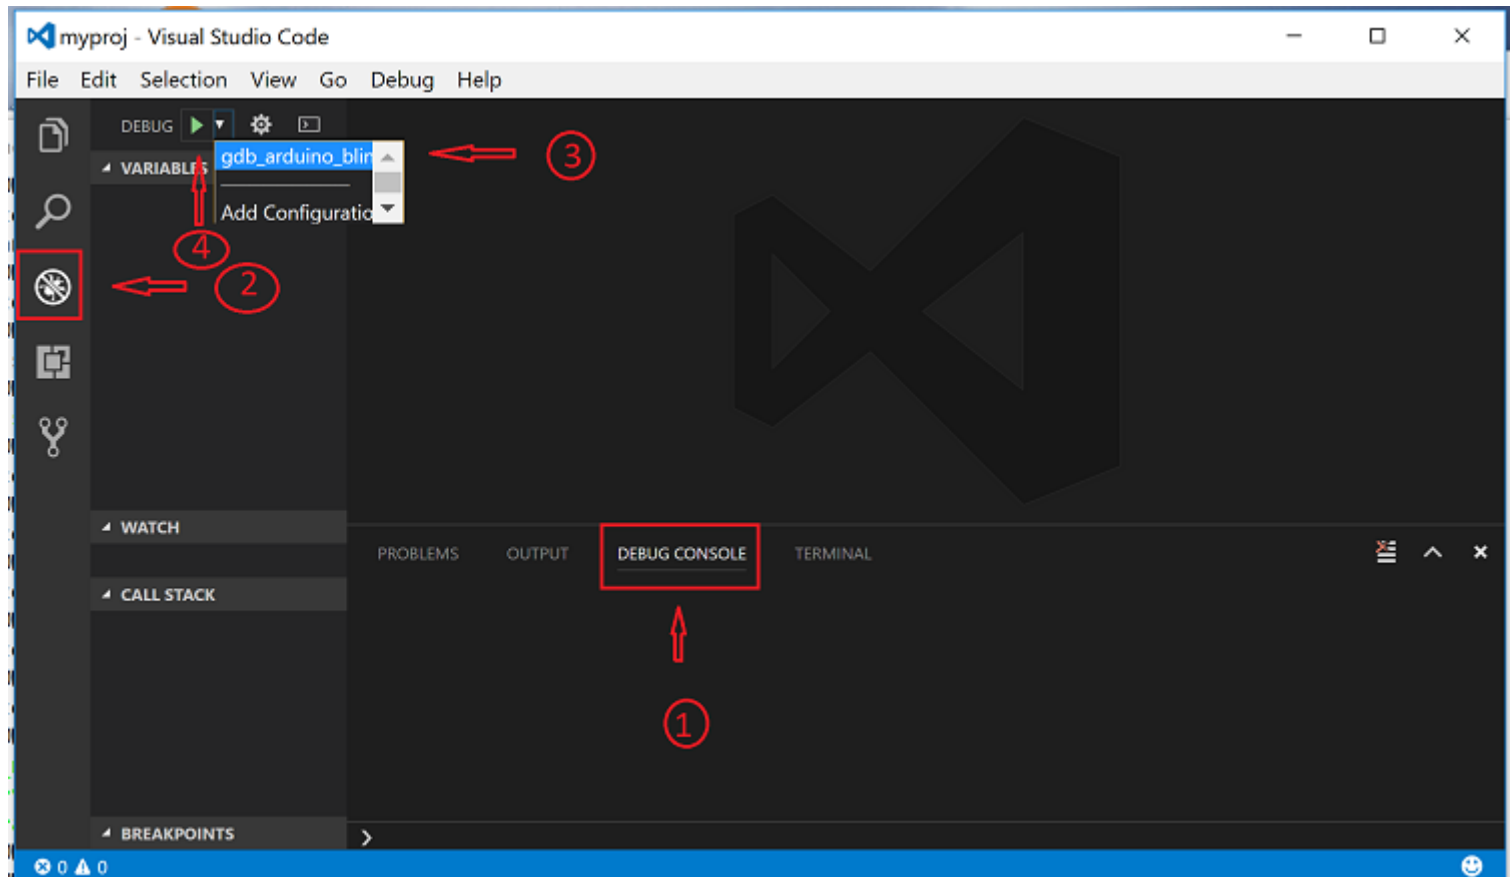 myproj - Visual Studio Code
File Edit Selection View Go Debug Help
DEBUG
gdb_arduino_blin
3
VARIABLES
Add Configuratio
4
2
WATCH
PROBLEMS OUTPUT DEBUG CONSOLE TERMINAL
CALL STACK
1
BREAKPOINTS
0 0